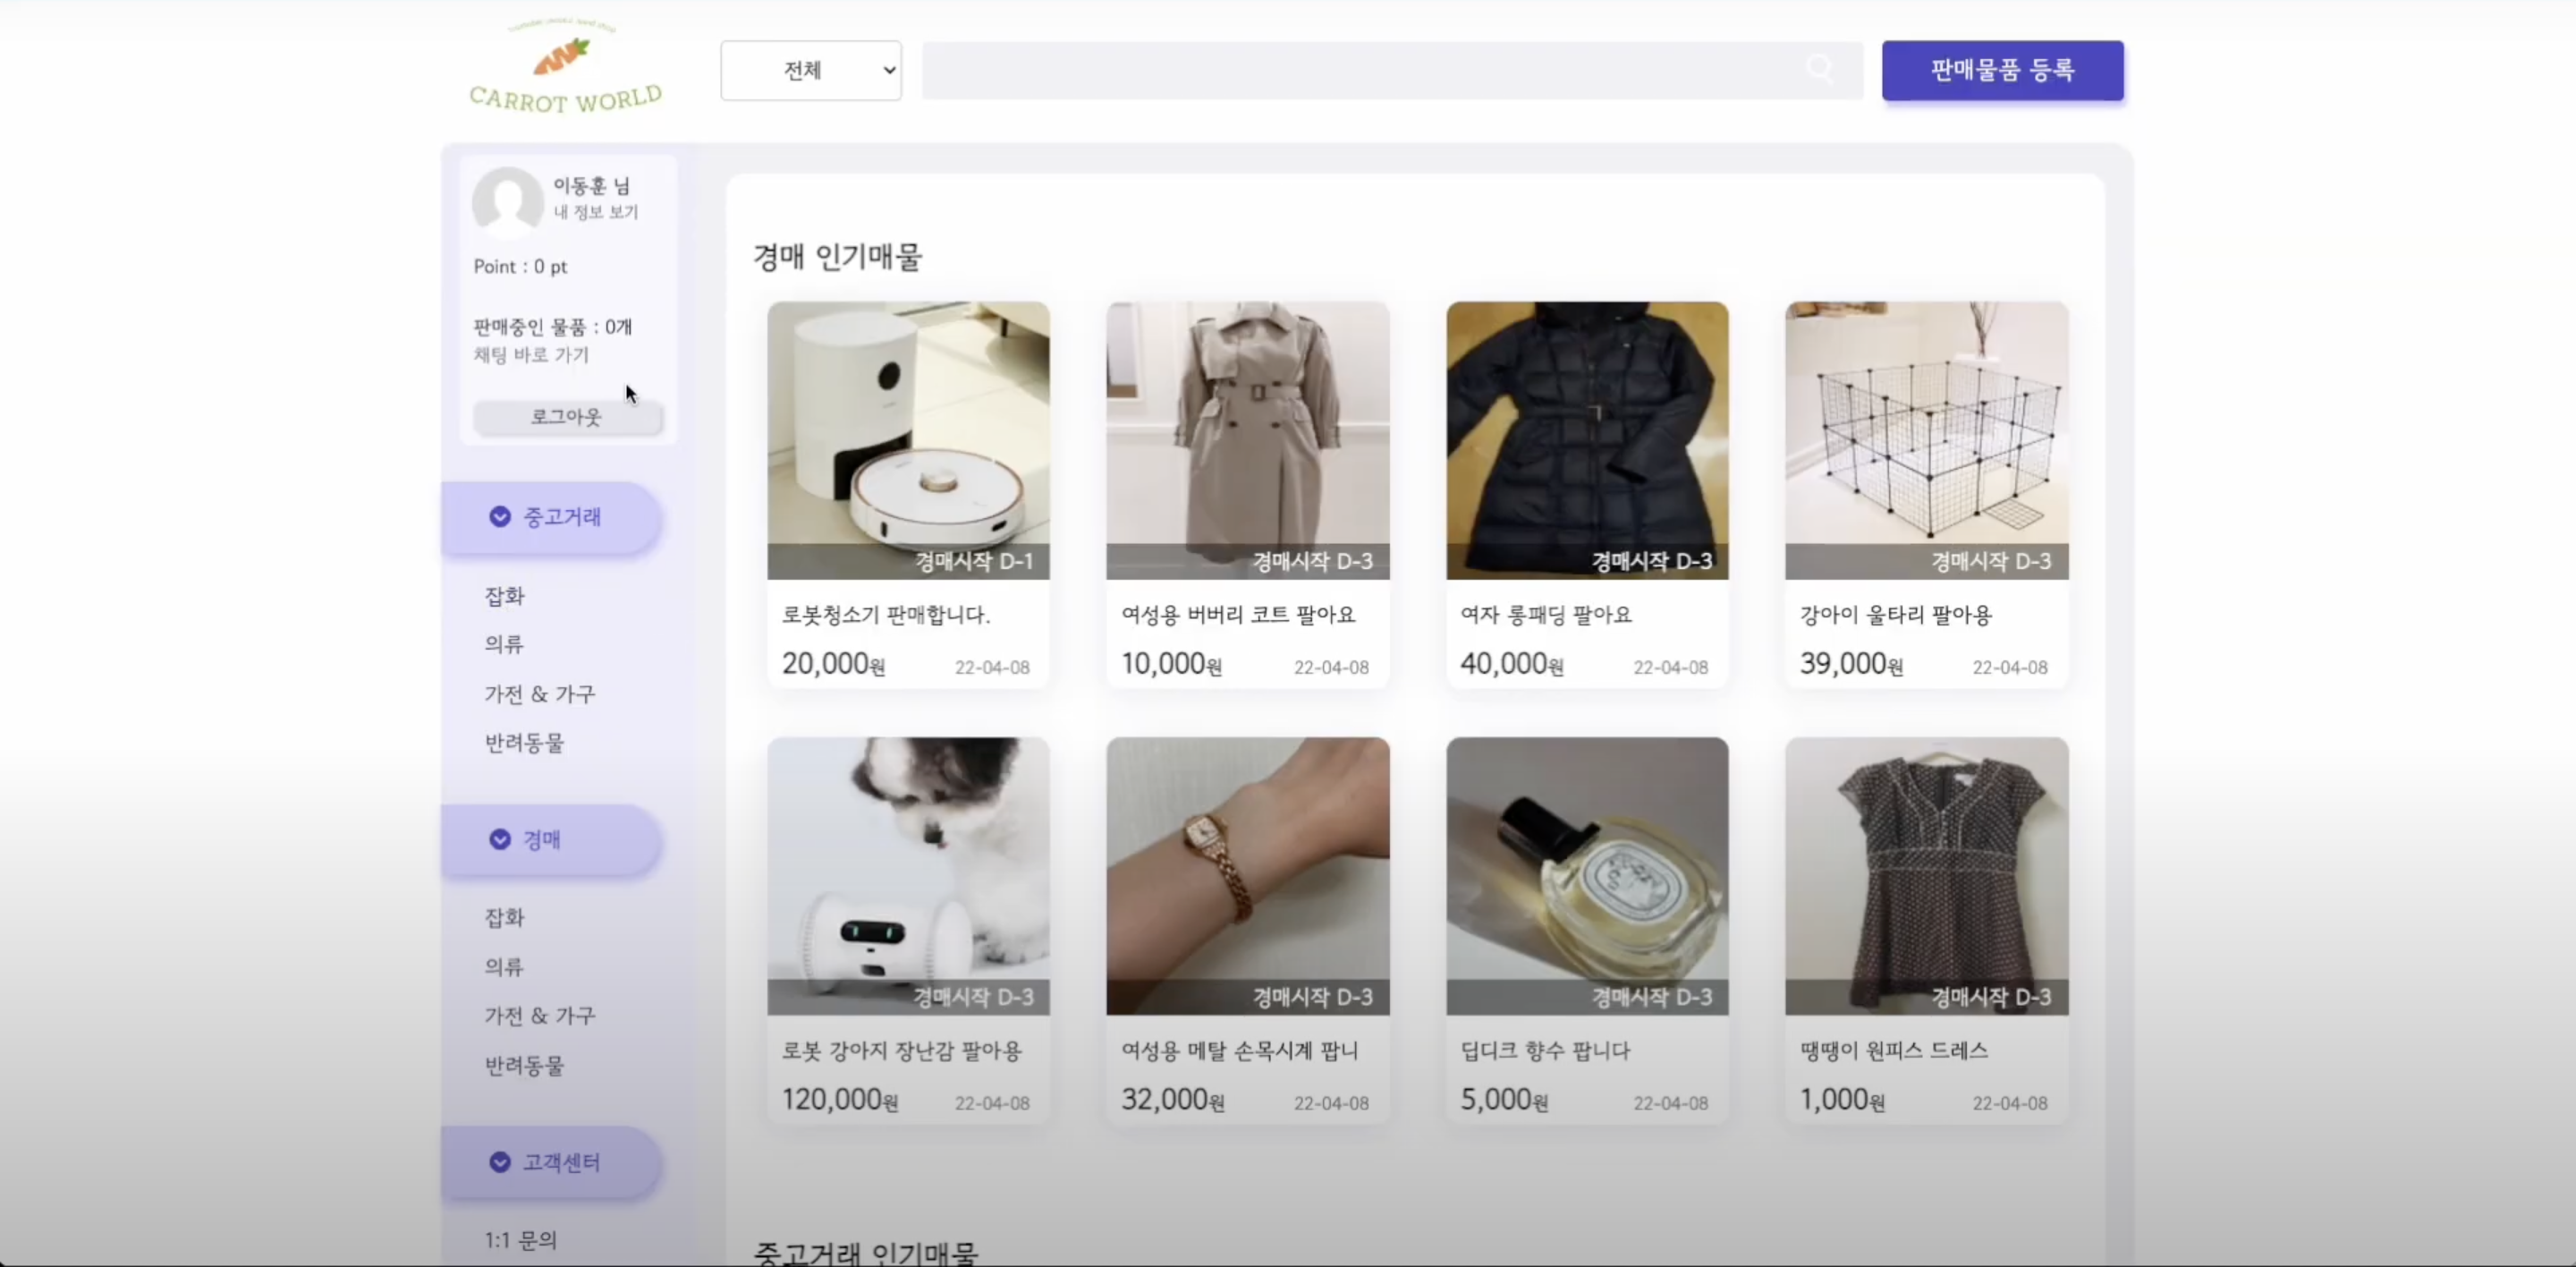 CARROT WORLD
전체
판매물품 등록
이동훈 님
내 정보 보기
Point : 0 pt
판매중인 물품 : 0개
채팅 바로 가기
로그아웃
중고거래
잡화
의류
가전 & 가구
반려동물
경매
잡화
의류
가전 & 가구
반려동물
고객센터
1:1 문의
경매 인기매물
경매시작 D-1
로봇청소기 판매합니다.
20,000원 22-04-08
경매시작 D-3
여성용 버버리 코트 팔아요
10,000원 22-04-08
경매시작 D-3
여자 롱패딩 팔아요
40,000원 22-04-08
경매시작 D-3
강아이 울타리 팔아용
39,000원 22-04-08
경매시작 D-3
로봇 강아지 장난감 팔아용
120,000원 22-04-08
경매시작 D-3
여성용 메탈 손목시계 팝니
32,000원 22-04-08
경매시작 D-3
딥디크 향수 팝니다
5,000원 22-04-08
경매시작 D-3
땡땡이 원피스 드레스
1,000원 22-04-08
중고거래 인기매물